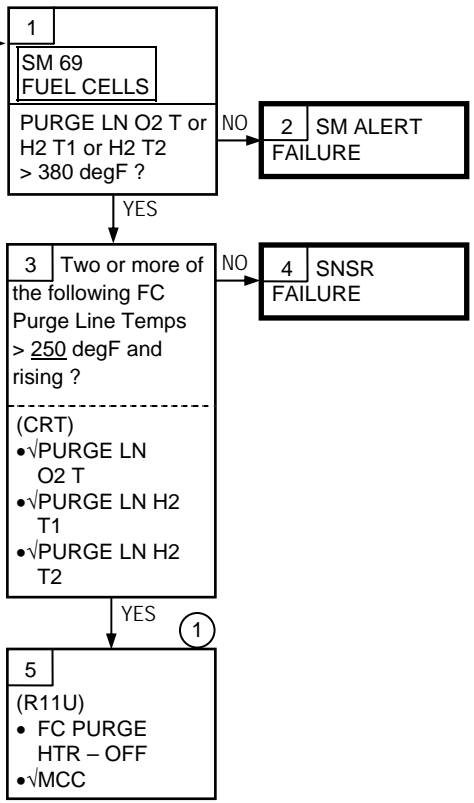 1
SM 69
FUEL CELLS
PURGE LN O2 T or
H2 T1 or H2 T2
> 380 degF ?
NO
2 SM ALERT
FAILURE
YES
3 Two or more of
the following FC
Purge Line Temps
> 250 degF and
rising ?
NO
4 SNSR
FAILURE
(CRT)
•√PURGE LN
O2 T
•√PURGE LN H2
T1
•√PURGE LN H2
T2
YES
1
5
(R11U)
• FC PURGE
HTR – OFF
•√MCC